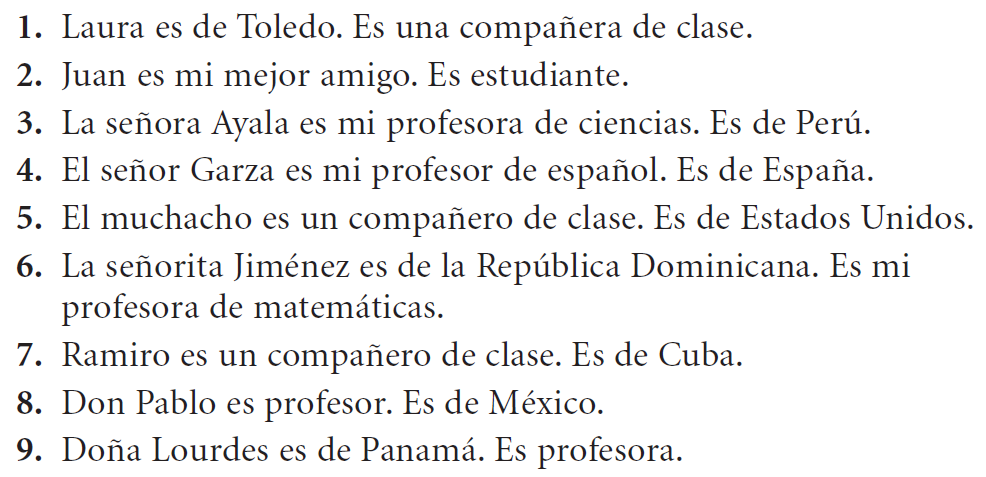 1. Laura es de Toledo. Es una compañera de clase.
2. Juan es mi mejor amigo. Es estudiante.
3. La señora Ayala es mi profesora de ciencias. Es de Perú.
4. El señor Garza es mi profesor de español. Es de España.
5. El muchacho es un compañero de clase. Es de Estados Unidos.
6. La señorita Jiménez es de la República Dominicana. Es mi
profesora de matemáticas.
7. Ramiro es un compañero de clase. Es de Cuba.
8. Don Pablo es profesor. Es de México.
9. Doña Lourdes es de Panamá. Es profesora.